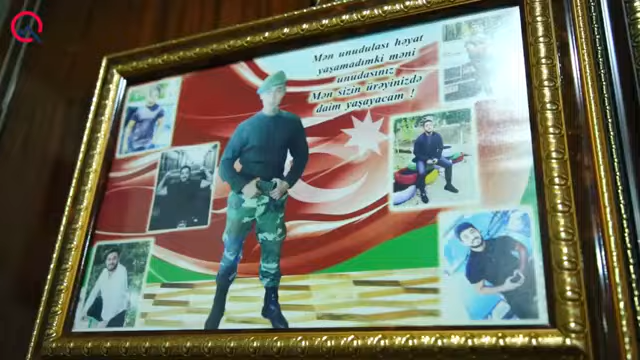 Mən unudulası həyat
yaşamadımki məni
unudasınız
Mən sizin ürəyinizdə
daim yaşayacam !